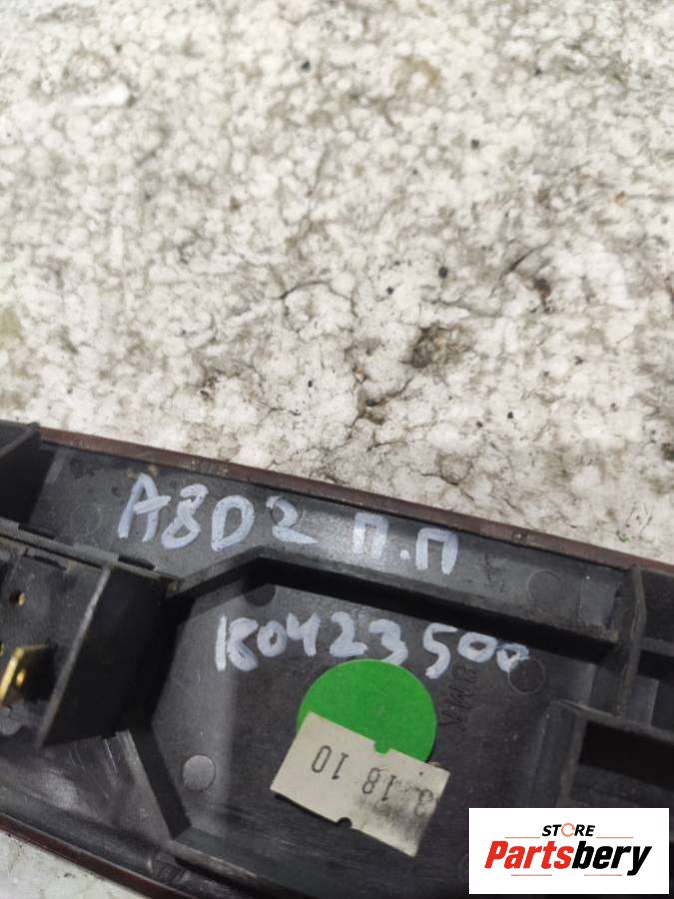 A8D2 П.П
180423500
3 18 10
STORE
Partsbery